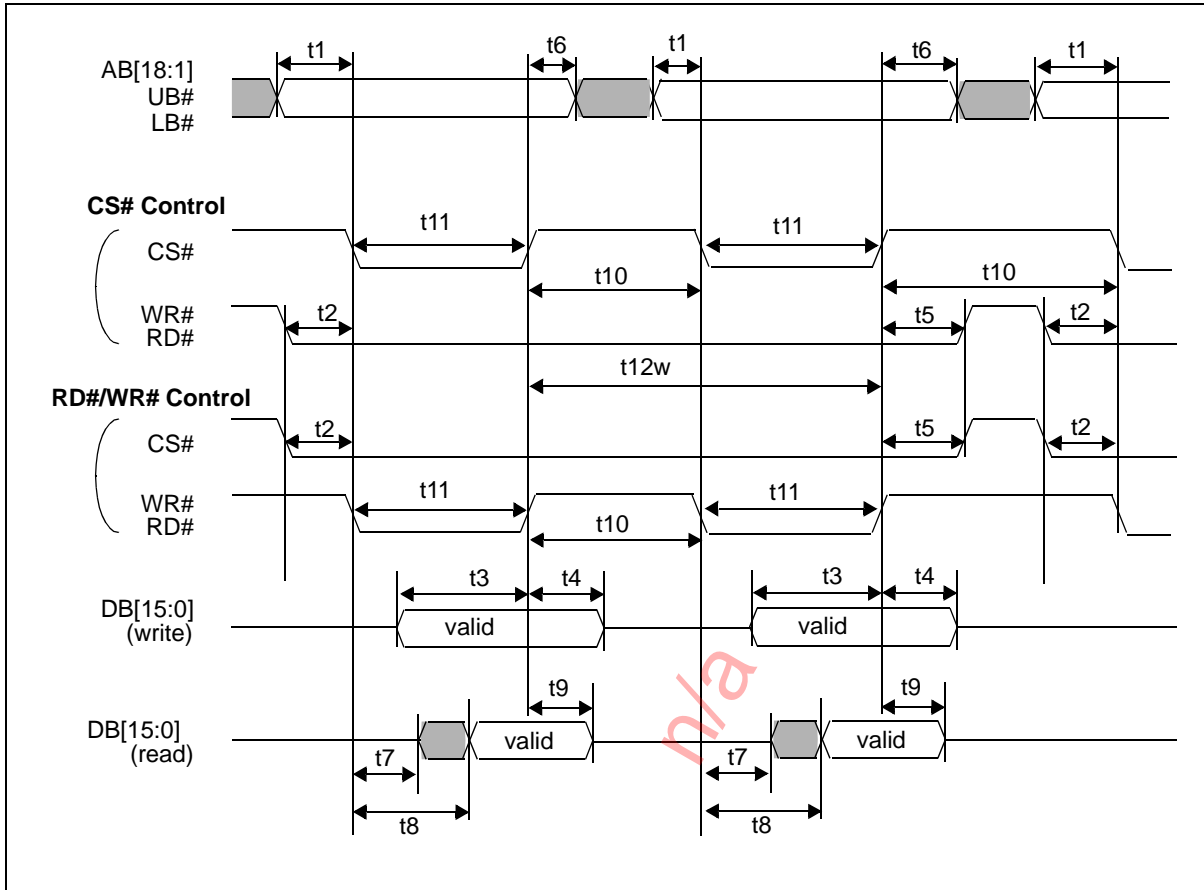 t1 t6 t1 t6 t1
AB[18:1]
UB#
LB#
CS# Control
t11 t11
CS#
t10 t10
WR#
RD#
t2 t5 t2
t12w
RD#/WR# Control
t2 t5 t2
CS#
t11 t11
WR#
RD#
t10
t3 t4 t3 t4
DB[15:0]
(write)
valid valid
n/a
t9 t9
DB[15:0]
(read)
valid valid
t7 t7
t8 t8